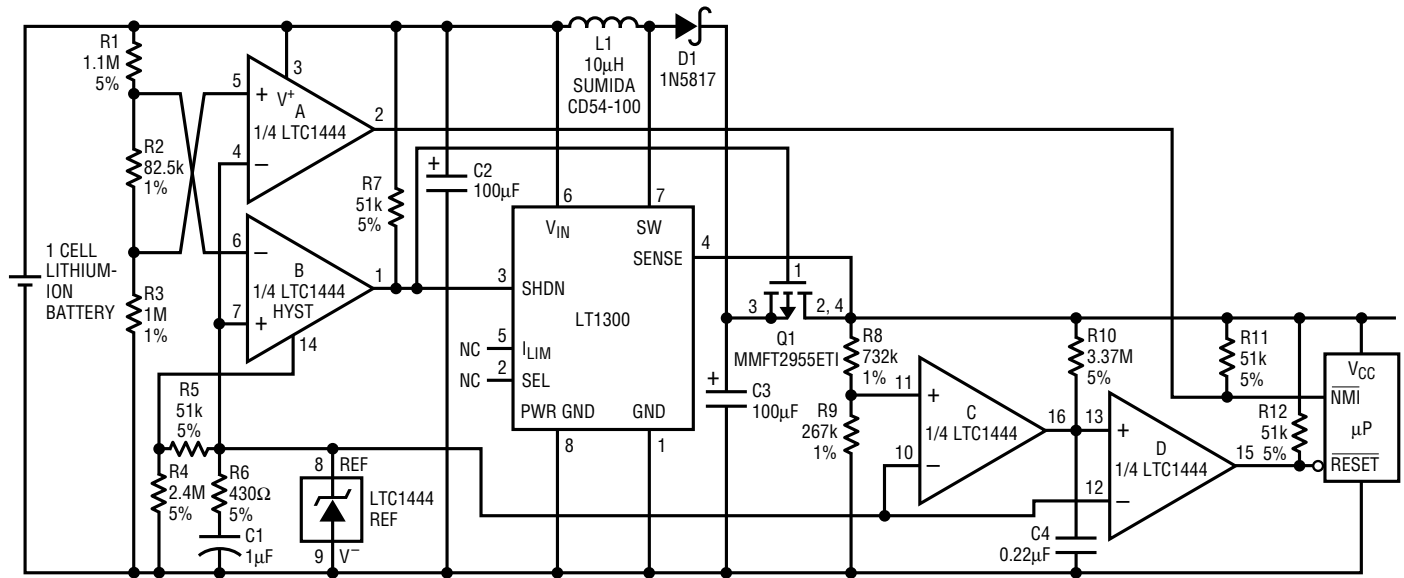 R1
1.1M
5%
R2
82.5k
1%
R3
1M
1%
1 CELL
LITHIUM-
ION
BATTERY
5
+
V+
3
A
1/4 LTC1444
2
4
–
6
–
B
1/4 LTC1444
HYST
1
7
+
14
R5
51k
5%
R4
2.4M
5%
R6
430Ω
5%
C1
1µF
8
REF
LTC1444
REF
9
V–
R7
51k
5%
+
C2
100µF
L1
10µH
SUMIDA
CD54-100
D1
1N5817
6
7
VIN
SW
4
SENSE
3
SHDN
LT1300
5
NC
ILIM
2
NC
SEL
PWR GND
GND
8
1
1
3
2, 4
Q1
MMFT2955ETI
+
C3
100µF
R8
732k
1%
R9
267k
1%
11
+
C
1/4 LTC1444
16
10
–
R10
3.37M
5%
13
+
D
1/4 LTC1444
15
12
–
C4
0.22µF
R11
51k
5%
R12
51k
5%
VCC
NMI
µP
RESET